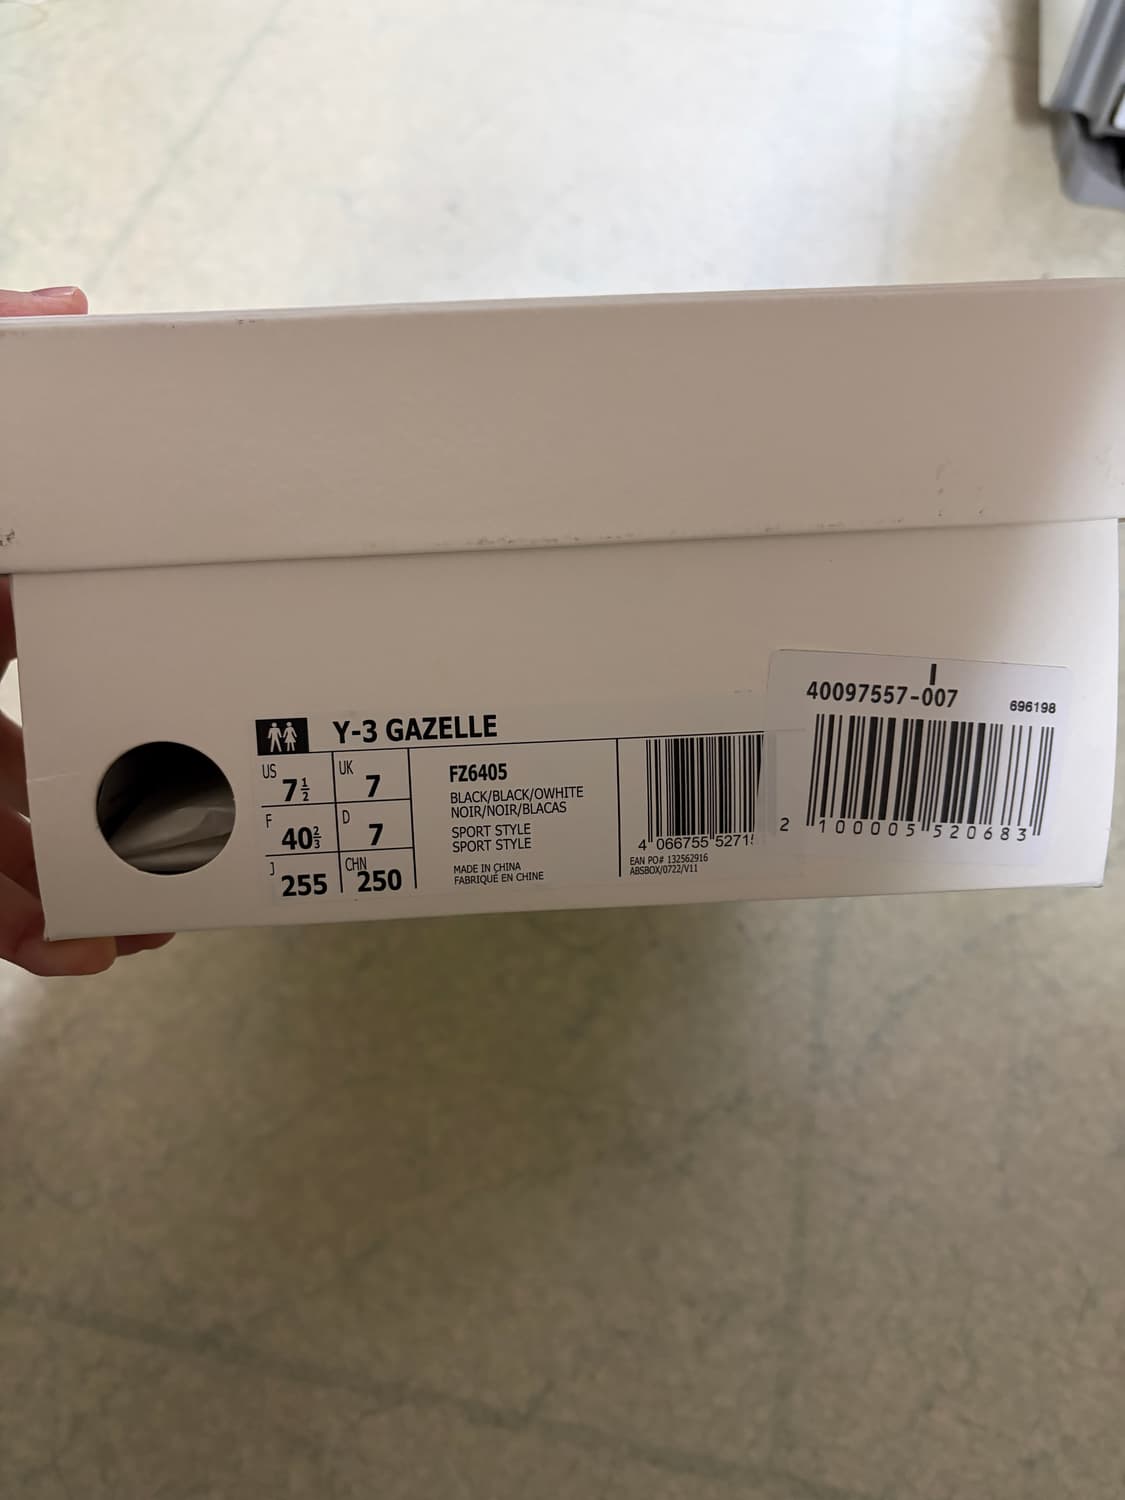 Y-3 GAZELLE
US 7½
UK 7
F 40⅔
D 7
J 255
CHN 250
FZ6405
BLACK/BLACK/OWHITE
NOIR/NOIR/BLACAS
SPORT STYLE
SPORT STYLE
MADE IN CHINA
FABRIQUÉ EN CHINE
4 066755 5271
EAN PO# 132562916
ABSBOX/0722/V11
40097557-007
696198
2 100005 520683